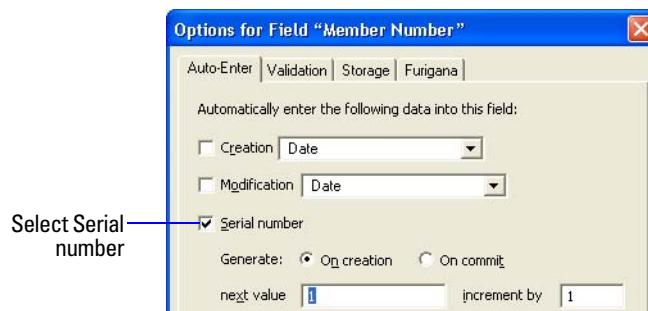 Options for Field “Member Number”
Auto-Enter Validation Storage Furigana
Automatically enter the following data into this field:
Creation Date
Modification Date
Select Serial number
Serial number
Generate: On creation On commit
next value 1 increment by 1